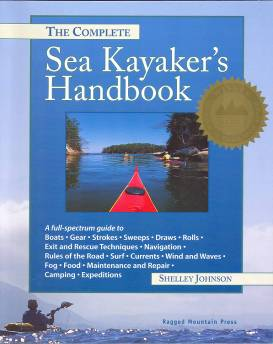 THE COMPLETE
Sea Kayaker's
Handbook
A full-spectrum guide to
Boats • Gear • Strokes • Sweeps • Draws • Rolls •
Exit and Rescue Techniques • Navigation •
Rules of the Road • Surf • Currents • Wind and Waves •
Fog • Food • Maintenance and Repair •
Camping • Expeditions
SHELLEY JOHNSON
Ragged Mountain Press